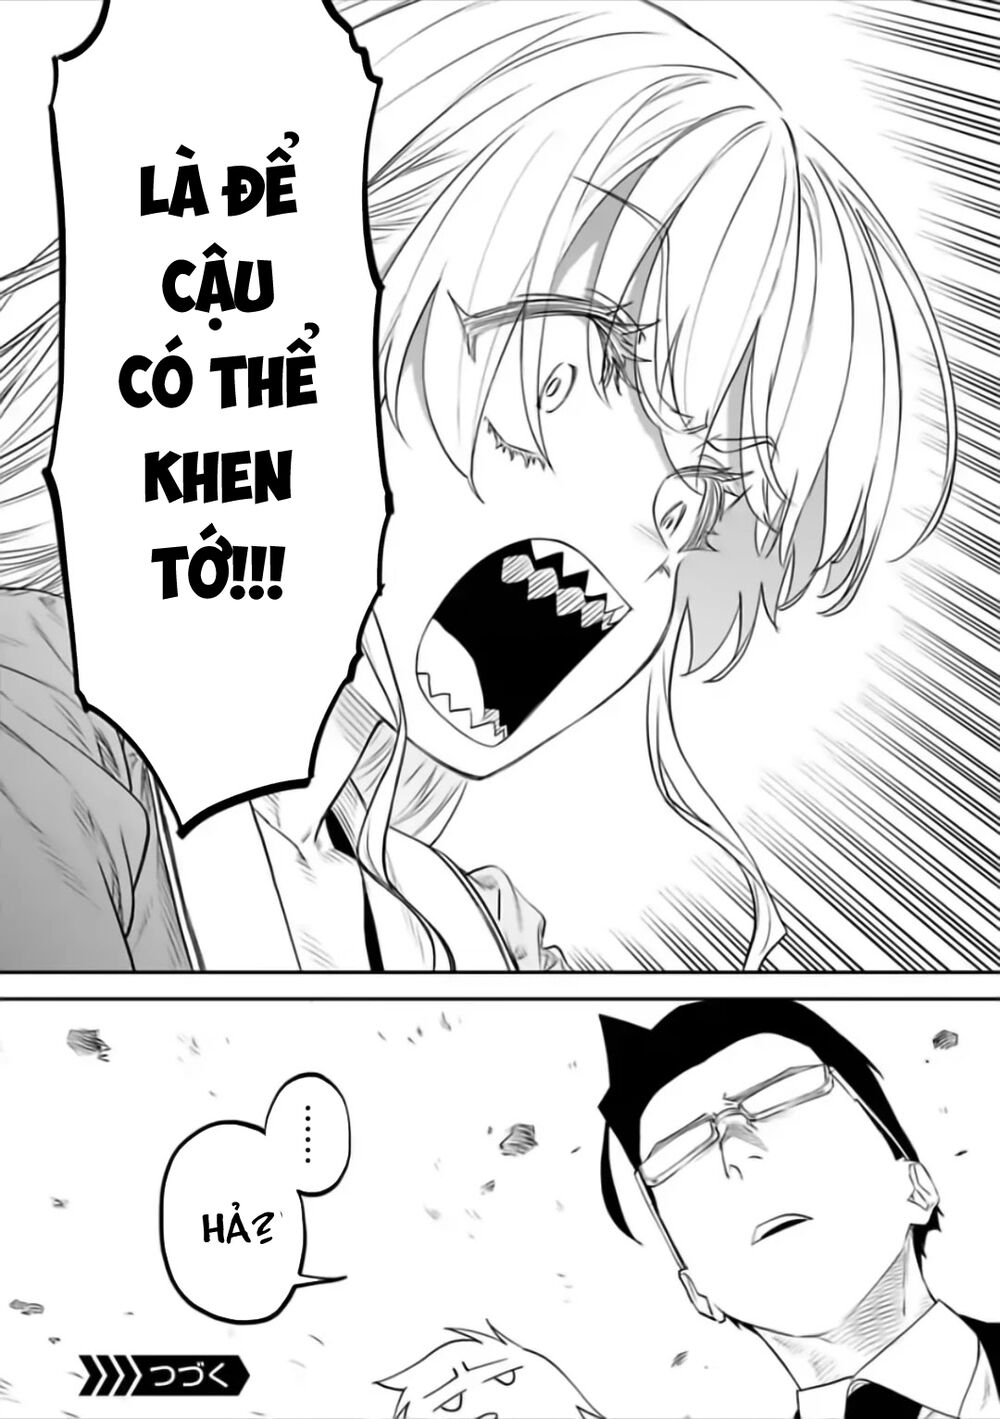 LÀ ĐỂ
CẬU
CÓ THỂ
KHEN
TỚ!!!
.......
HẢ?
つづく